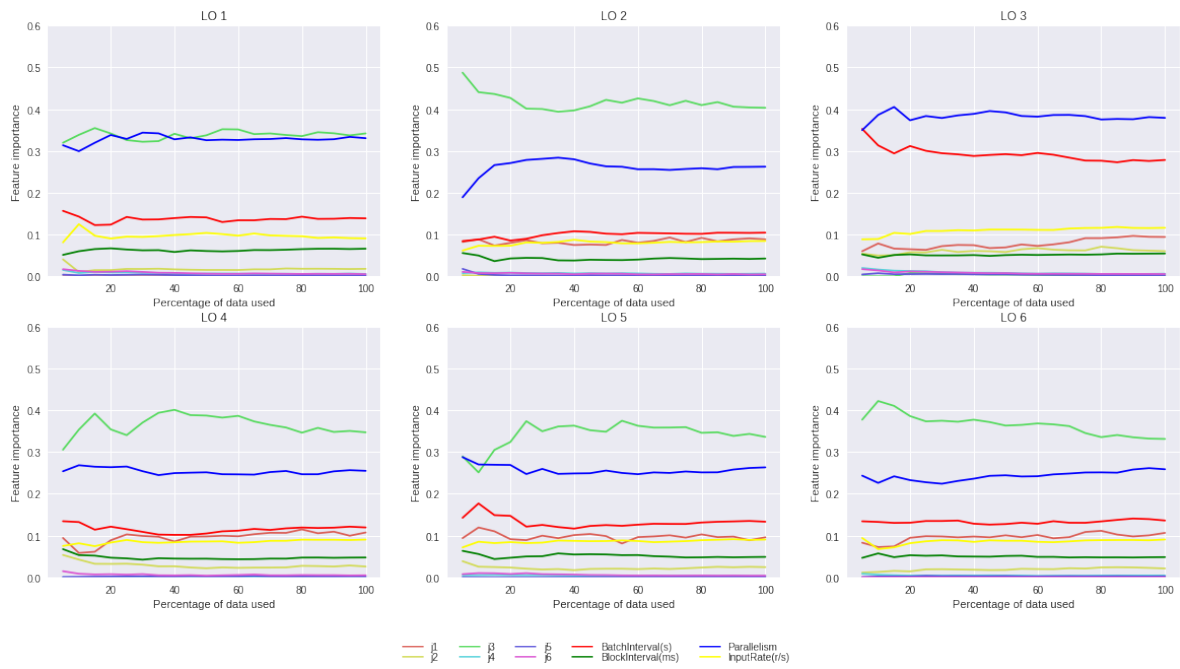 LO 1 LO 2 LO 3
0.6 0.6 0.6
0.5 0.5 0.5
0.4 0.4 0.4
0.3 0.3 0.3
0.2 0.2 0.2
0.1 0.1 0.1
0.0 0.0 0.0
Feature importance Feature importance Feature importance
20 40 60 80 100 20 40 60 80 100 20 40 60 80 100
Percentage of data used Percentage of data used Percentage of data used
LO 4 LO 5 LO 6
0.6 0.6 0.6
0.5 0.5 0.5
0.4 0.4 0.4
0.3 0.3 0.3
0.2 0.2 0.2
0.1 0.1 0.1
0.0 0.0 0.0
Feature importance Feature importance Feature importance
20 40 60 80 100 20 40 60 80 100 20 40 60 80 100
Percentage of data used Percentage of data used Percentage of data used
j1 j3 j5 BatchInterval(s) Parallelism
j2 j4 j6 BlockInterval(ms) InputRate(r/s)